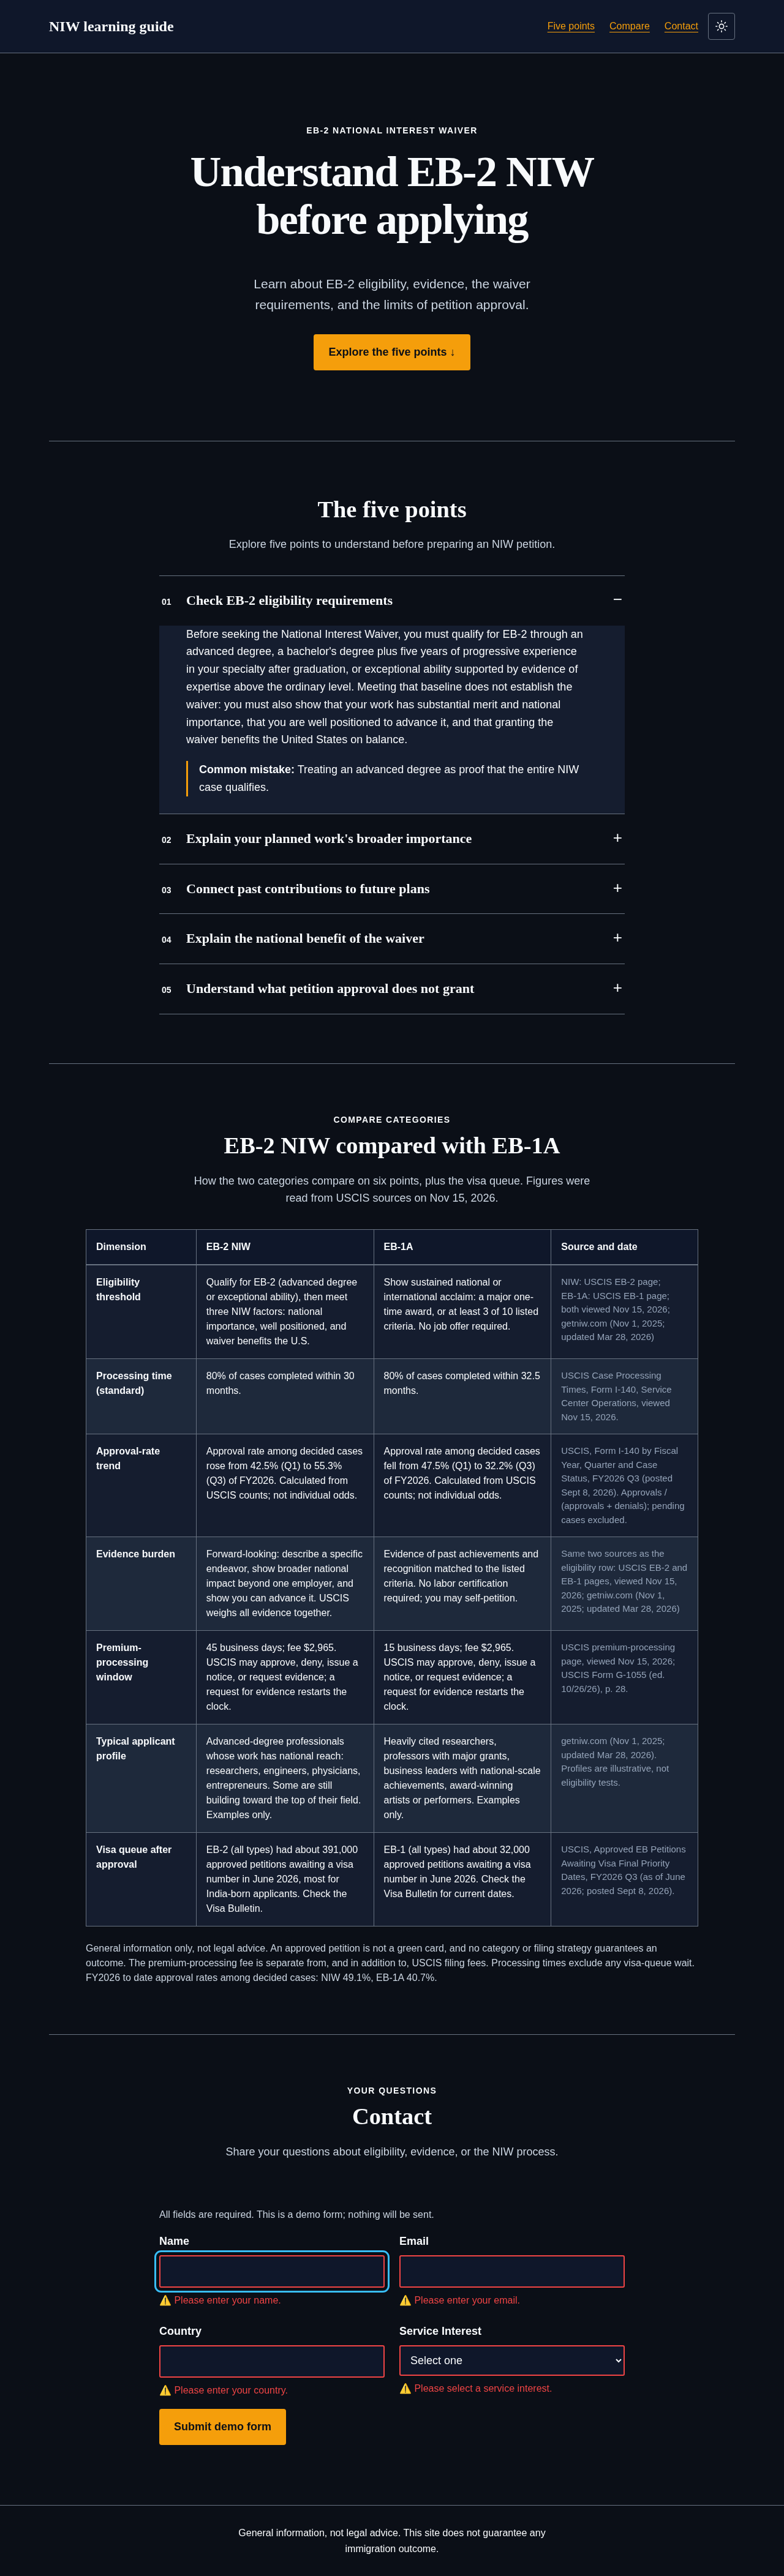 NIW learning guide
Five points
Compare
Contact
EB-2 NATIONAL INTEREST WAIVER
Understand EB-2 NIW
before applying
Learn about EB-2 eligibility, evidence, the waiver
requirements, and the limits of petition approval.
Explore the five points ↓
The five points
Explore five points to understand before preparing an NIW petition.
01 Check EB-2 eligibility requirements −
Before seeking the National Interest Waiver, you must qualify for EB-2 through an
advanced degree, a bachelor's degree plus five years of progressive experience
in your specialty after graduation, or exceptional ability supported by evidence of
expertise above the ordinary level. Meeting that baseline does not establish the
waiver: you must also show that your work has substantial merit and national
importance, that you are well positioned to advance it, and that granting the
waiver benefits the United States on balance.
Common mistake: Treating an advanced degree as proof that the entire NIW
case qualifies.
02 Explain your planned work's broader importance +
03 Connect past contributions to future plans +
04 Explain the national benefit of the waiver +
05 Understand what petition approval does not grant +
COMPARE CATEGORIES
EB-2 NIW compared with EB-1A
How the two categories compare on six points, plus the visa queue. Figures were
read from USCIS sources on Nov 15, 2026.
Dimension
EB-2 NIW
EB-1A
Source and date
Eligibility
threshold
Qualify for EB-2 (advanced degree
or exceptional ability), then meet
three NIW factors: national
importance, well positioned, and
waiver benefits the U.S.
Show sustained national or
international acclaim: a major one-
time award, or at least 3 of 10 listed
criteria. No job offer required.
NIW: USCIS EB-2 page;
EB-1A: USCIS EB-1 page;
both viewed Nov 15, 2026;
getniw.com (Nov 1, 2025;
updated Mar 28, 2026)
Processing time
(standard)
80% of cases completed within 30
months.
80% of cases completed within 32.5
months.
USCIS Case Processing
Times, Form I-140, Service
Center Operations, viewed
Nov 15, 2026.
Approval-rate
trend
Approval rate among decided cases
rose from 42.5% (Q1) to 55.3%
(Q3) of FY2026. Calculated from
USCIS counts; not individual odds.
Approval rate among decided cases
fell from 47.5% (Q1) to 32.2% (Q3)
of FY2026. Calculated from USCIS
counts; not individual odds.
USCIS, Form I-140 by Fiscal
Year, Quarter and Case
Status, FY2026 Q3 (posted
Sept 8, 2026). Approvals /
(approvals + denials); pending
cases excluded.
Evidence burden
Forward-looking: describe a specific
endeavor, show broader national
impact beyond one employer, and
show you can advance it. USCIS
weighs all evidence together.
Evidence of past achievements and
recognition matched to the listed
criteria. No labor certification
required; you may self-petition.
Same two sources as the
eligibility row: USCIS EB-2 and
EB-1 pages, viewed Nov 15,
2026; getniw.com (Nov 1,
2025; updated Mar 28, 2026)
Premium-
processing
window
45 business days; fee $2,965.
USCIS may approve, deny, issue a
notice, or request evidence; a
request for evidence restarts the
clock.
15 business days; fee $2,965.
USCIS may approve, deny, issue a
notice, or request evidence; a
request for evidence restarts the
clock.
USCIS premium-processing
page, viewed Nov 15, 2026;
USCIS Form G-1055 (ed.
10/26/26), p. 28.
Typical applicant
profile
Advanced-degree professionals
whose work has national reach:
researchers, engineers, physicians,
entrepreneurs. Some are still
building toward the top of their field.
Examples only.
Heavily cited researchers,
professors with major grants,
business leaders with national-scale
achievements, award-winning
artists or performers. Examples
only.
getniw.com (Nov 1, 2025;
updated Mar 28, 2026).
Profiles are illustrative, not
eligibility tests.
Visa queue after
approval
EB-2 (all types) had about 391,000
approved petitions awaiting a visa
number in June 2026, most for
India-born applicants. Check the
Visa Bulletin.
EB-1 (all types) had about 32,000
approved petitions awaiting a visa
number in June 2026. Check the
Visa Bulletin for current dates.
USCIS, Approved EB Petitions
Awaiting Visa Final Priority
Dates, FY2026 Q3 (as of June
2026; posted Sept 8, 2026).
General information only, not legal advice. An approved petition is not a green card, and no category or filing strategy guarantees an
outcome. The premium-processing fee is separate from, and in addition to, USCIS filing fees. Processing times exclude any visa-queue wait.
FY2026 to date approval rates among decided cases: NIW 49.1%, EB-1A 40.7%.
YOUR QUESTIONS
Contact
Share your questions about eligibility, evidence, or the NIW process.
All fields are required. This is a demo form; nothing will be sent.
Name
Email
⚠️ Please enter your name.
⚠️ Please enter your email.
Country
Service Interest
Select one
⚠️ Please enter your country.
⚠️ Please select a service interest.
Submit demo form
General information, not legal advice. This site does not guarantee any
immigration outcome.